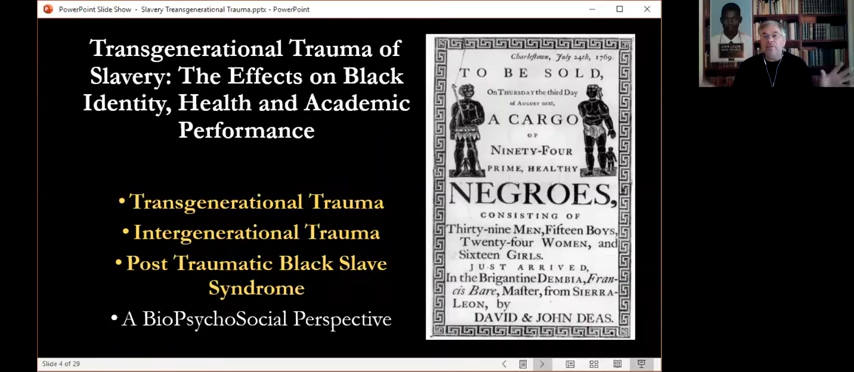 PowerPoint Slide Show - Slavery Treansgenerational Trauma.pptx - PowerPoint
Transgenerational Trauma of
Slavery: The Effects on Black
Identity, Health and Academic
Performance
• Transgenerational Trauma
• Intergenerational Trauma
• Post Traumatic Black Slave
Syndrome
• A BioPsychoSocial Perspective
Charlestown, July 24th, 1769.
TO BE SOLD,
On THURSDAY the third Day
of AUGUST next,
A CARGO
OF
NINETY-FOUR
PRIME, HEALTHY
NEGROES,
CONSISTING OF
Thirty-nine MEN, Fifteen BOYS,
Twenty-four WOMEN, and
Sixteen GIRLS.
JUST ARRIVED,
In the Brigantine DEMBIA, Fran-
cis Bare, Master, from SIERRA-
LEON, by
DAVID & JOHN DEAS.
Slide 4 of 29